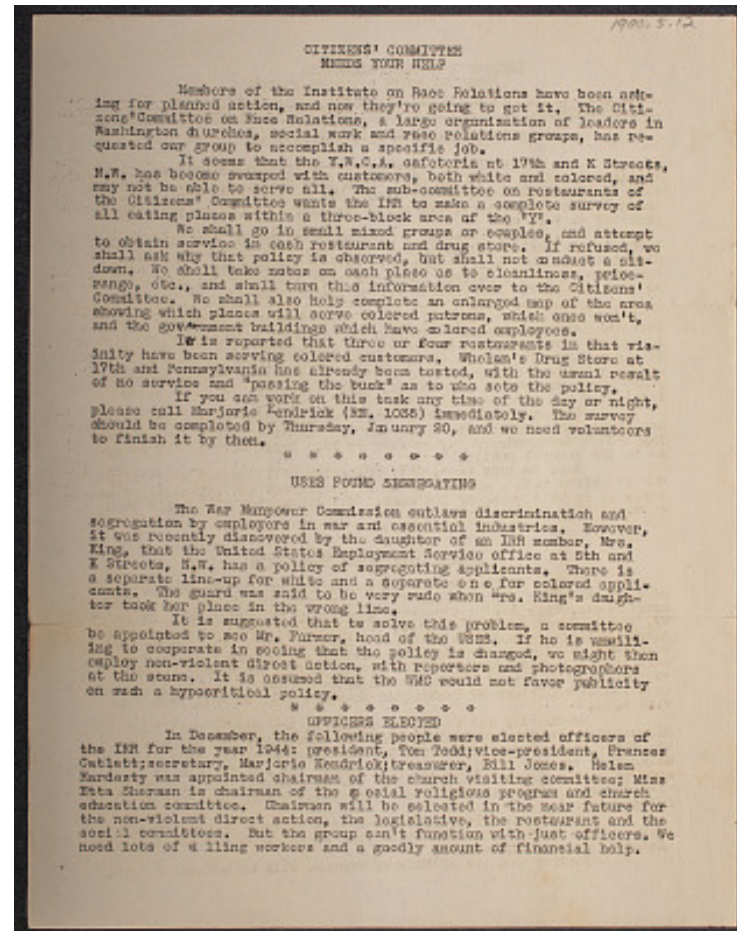 1980.5.12
CITIZENS' COMMITTEE
NEEDS YOUR HELP
Members of the Institute on Race Relations have been ask-
ing for planned action, and now they're going to get it. The Citi-
zens'Committee on Race Relations, a large organization of leaders in
Washington churches, social work and race relations groups, has re-
quested our group to accomplish a specific job.
It seems that the Y.W.C.A. cafeteria at 17th and K Streets,
N.W. has become swamped with customers, both white and colored, and
may not be able to serve all. The sub-committee on restaurants of
the Citizens' Committee wants the IRR to make a complete survey of
all eating places within a three-block area of the "Y".
We shall go in small mixed groups or couples, and attempt
to obtain service in each restaurant and drug store. If refused, we
shall ask why that policy is observed, but shall not conduct a sit-
down. We shall take notes on each place as to cleanliness, price-
range, etc., and shall turn this information over to the Citizens'
Committee. We shall also help complete an enlarged map of the area
showing which places will serve colored patrons, which ones won't,
and the government buildings which have colored employees.
It is reported that three or four restaurants in that vic-
inity have been serving colored customers. Whelan's Drug Store at
17th and Pennsylvania has already been tested, with the usual result
of no service and "passing the buck" as to who sets the policy.
If you can work on this task any time of the day or night,
please call Marjorie Kendrick (EM. 1035) immediately. The survey
should be completed by Thursday, January 20, and we need volunteers
to finish it by then.
* * * * * * * *
USES FOUND SEGREGATING
The War Manpower Commission outlaws discrimination and
segregation by employers in war and essential industries. However,
it was recently discovered by the daughter of an IRR member, Mrs.
King, that the United States Employment Service office at 5th and
K Streets, N.W. has a policy of segregating applicants. There is
a separate line-up for white and a separate one for colored appli-
cants. The guard was said to be very rude when Mrs. King's daugh-
ter took her place in the wrong line.
It is suggested that to solve this problem, a committee
be appointed to see Mr. Farmer, head of the USES. If he is unwill-
ing to cooperate in seeing that the policy is changed, we might then
employ non-violent direct action, with reporters and photographers
at the scene. It is assumed that the WMC would not favor publicity
on such a hypocritical policy.
* * * * * * * *
OFFICERS ELECTED
In December, the following people were elected officers of
the IRR for the year 1944: president, Tom Todd;vice-president, Frances
Catlett;secretary, Marjorie Kendrick;treasurer, Bill Jones. Helen
Hardesty was appointed chairman of the church visiting committee; Miss
Etta Sherman is chairman of the special religious program and church
education committee. Chairmen will be selected in the near future for
the non-violent direct action, the legislative, the restaurant and the
social committees. But the group can't function with just officers. We
need lots of willing workers and a goodly amount of financial help.